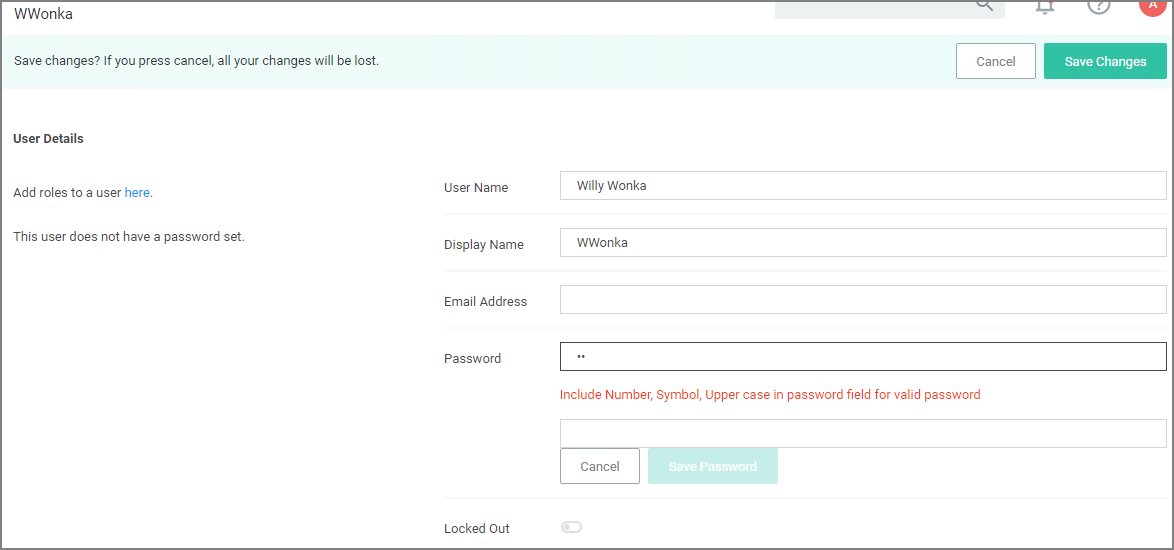 WWonka
?
A
Save changes? If you press cancel, all your changes will be lost.
Cancel
Save Changes
User Details
Add roles to a user here.
This user does not have a password set.
User Name
Willy Wonka
Display Name
WWonka
Email Address
Password
••
Include Number, Symbol, Upper case in password field for valid password
Cancel
Save Password
Locked Out